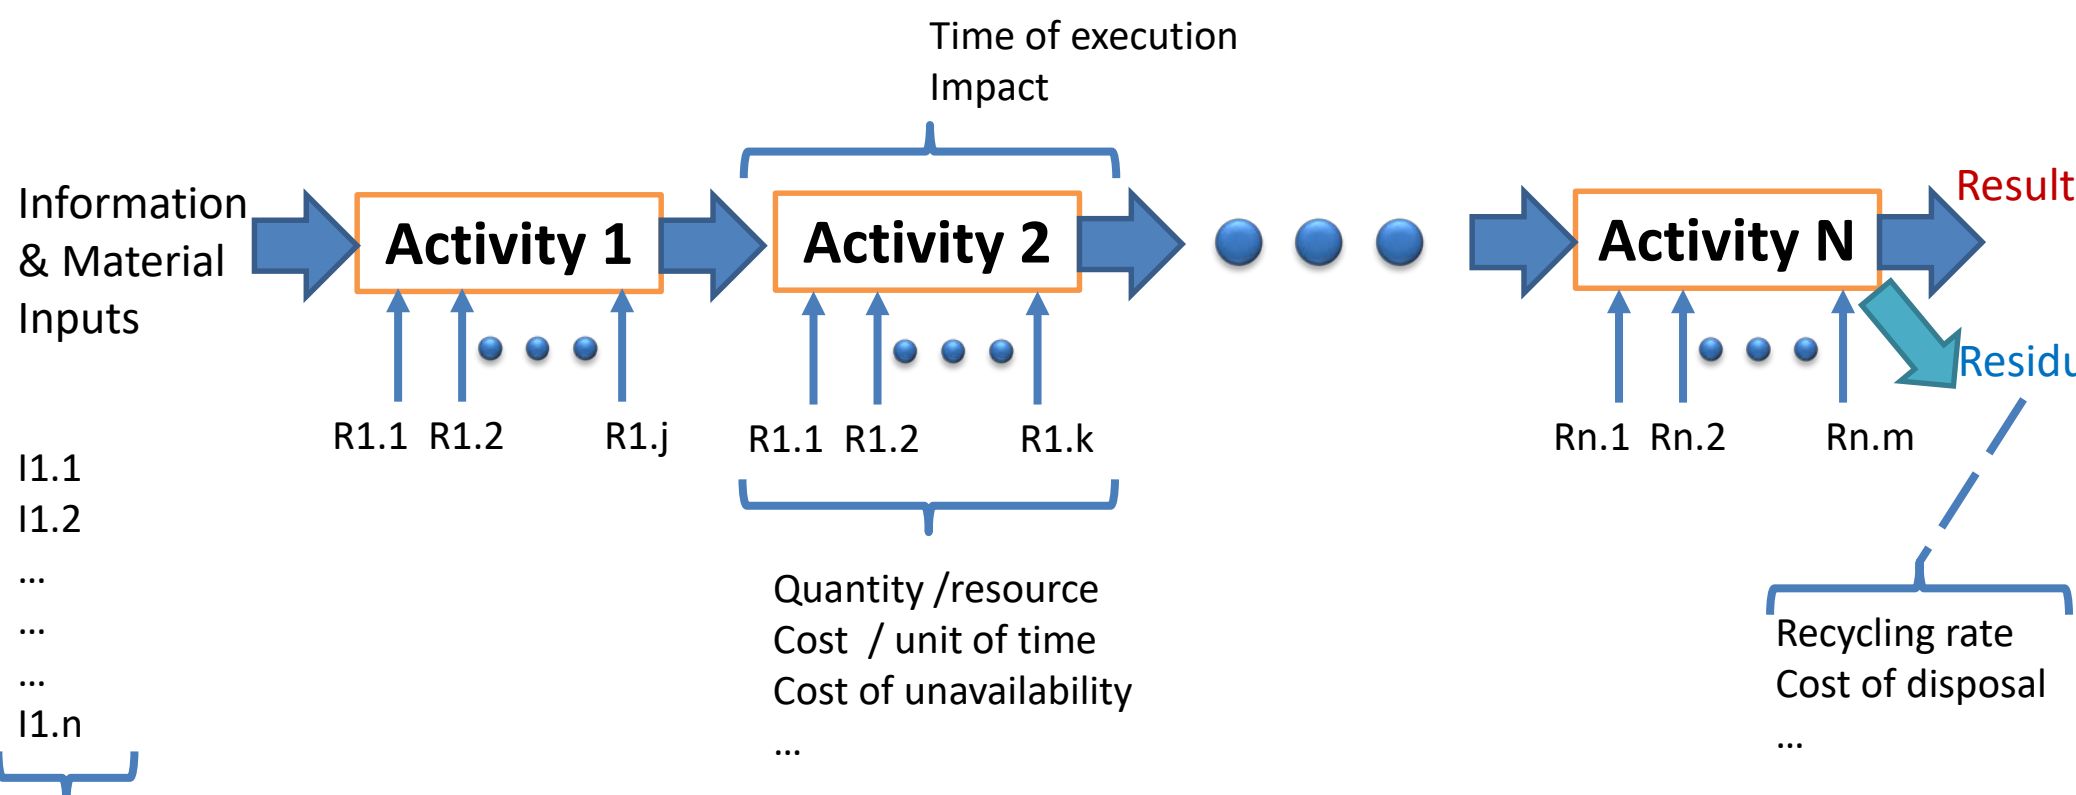 Time of execution
Impact
Information
& Material
Inputs
Activity 1
Activity 2
Activity N
Result
R1.1 R1.2 R1.j
R1.1 R1.2 R1.k
Rn.1 Rn.2 Rn.m
I1.1
I1.2
...
...
...
I1.n
Quantity /resource
Cost / unit of time
Cost of unavailability
...
Recycling rate
Cost of disposal
...